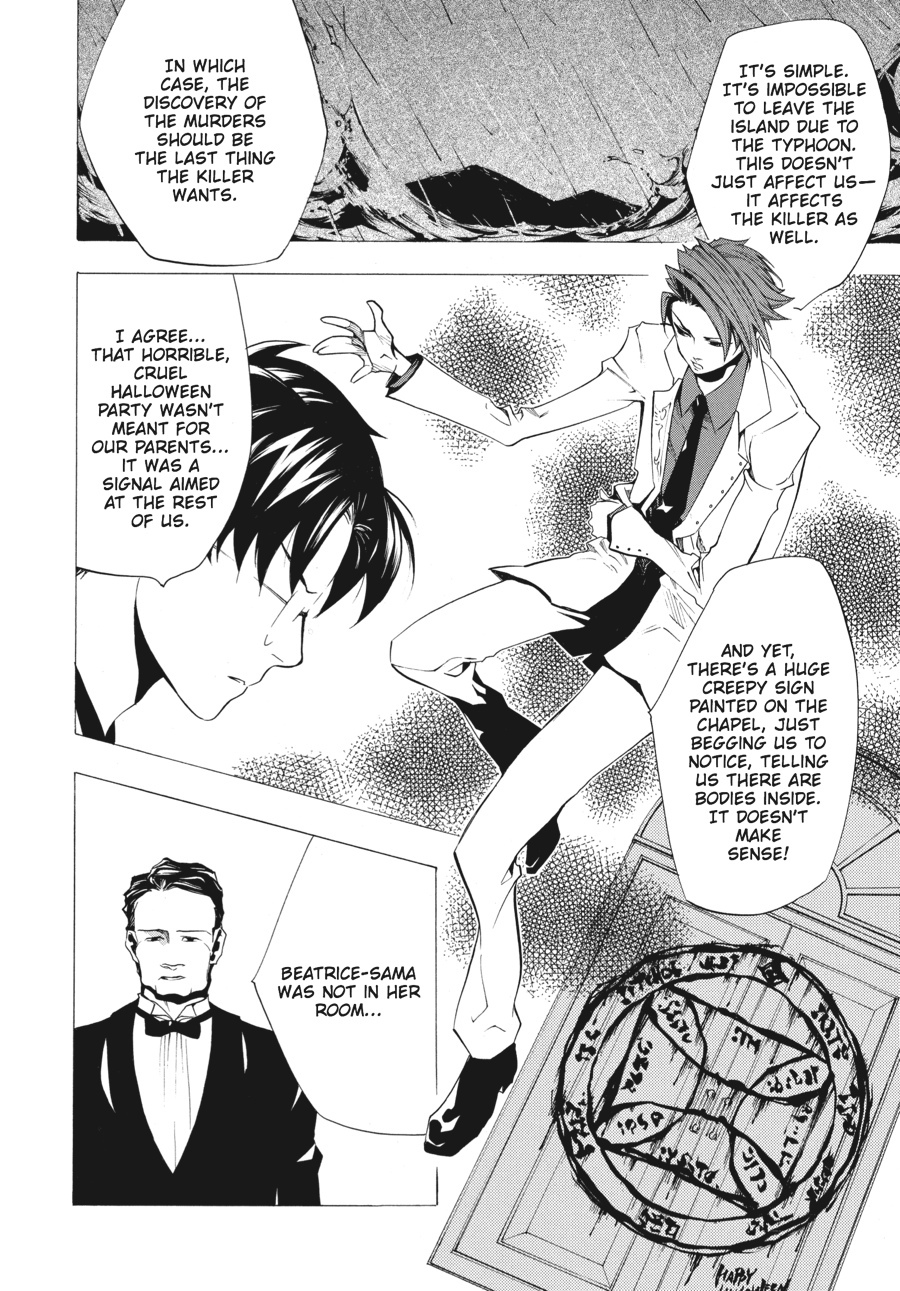 IT'S SIMPLE.
IT'S IMPOSSIBLE
TO LEAVE THE
ISLAND DUE TO
THE TYPHOON.
THIS DOESN'T
JUST AFFECT US—
IT AFFECTS
THE KILLER AS
WELL.
IN WHICH
CASE, THE
DISCOVERY OF
THE MURDERS
SHOULD BE
THE LAST THING
THE KILLER
WANTS.
I AGREE...
THAT HORRIBLE,
CRUEL
HALLOWEEN
PARTY WASN'T
MEANT FOR
OUR PARENTS...
IT WAS A
SIGNAL AIMED
AT THE REST
OF US.
AND YET,
THERE'S A HUGE
CREEPY SIGN
PAINTED ON THE
CHAPEL, JUST
BEGGING US TO
NOTICE, TELLING
US THERE ARE
BODIES INSIDE.
IT DOESN'T
MAKE
SENSE!
BEATRICE-SAMA
WAS NOT IN HER
ROOM...
HAPPY